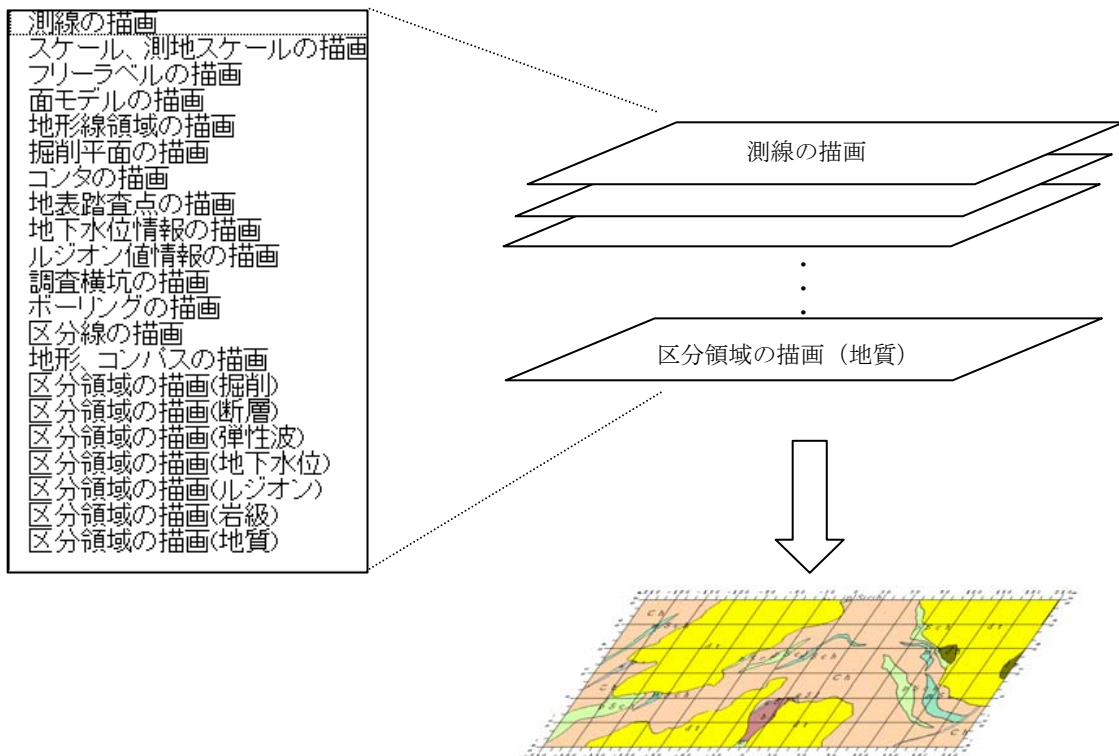 測線の描画
スケール、測地スケールの描画
フリーラベルの描画
面モデルの描画
地形線領域の描画
掘削平面の描画
コンタの描画
地表踏査点の描画
地下水位情報の描画
ルジオン値情報の描画
調査横坑の描画
ボーリングの描画
区分線の描画
地形、コンパスの描画
区分領域の描画(掘削)
区分領域の描画(断層)
区分領域の描画(弾性波)
区分領域の描画(地下水位)
区分領域の描画(ルジオン)
区分領域の描画(岩級)
区分領域の描画(地質)
測線の描画
区分領域の描画（地質）
Ch
dt
Ch
dt
Ch
dt
Ch